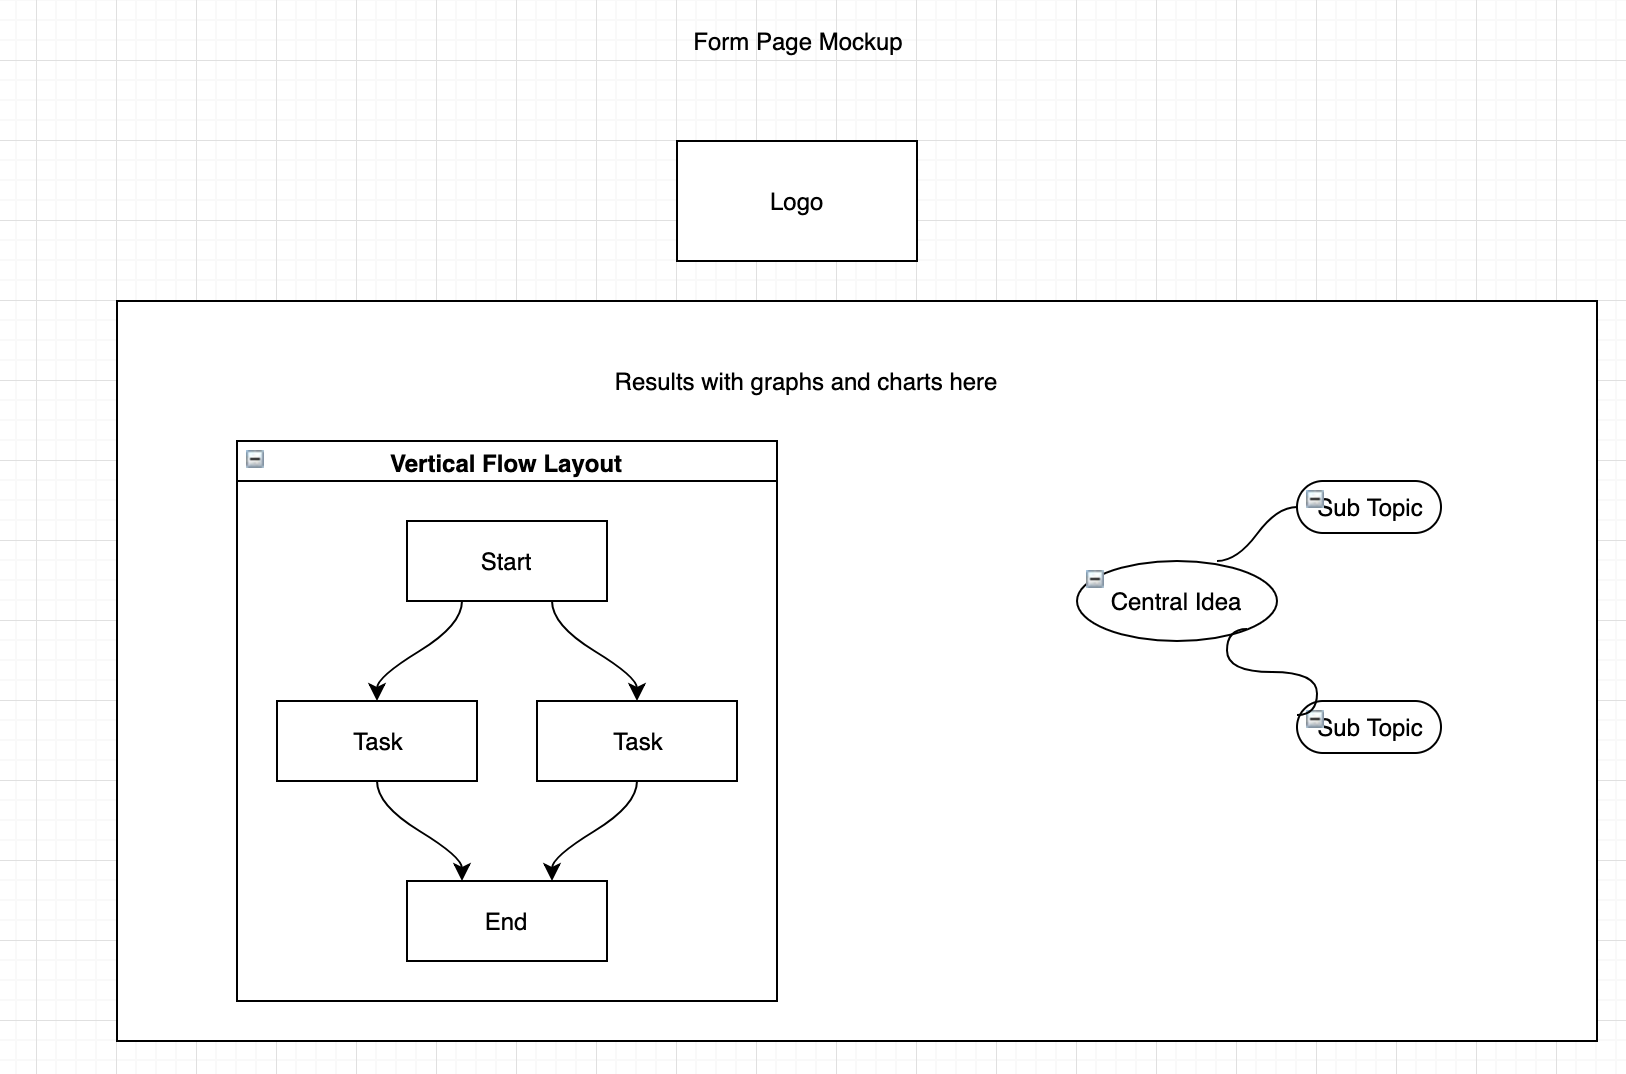 Form Page Mockup
Logo
Results with graphs and charts here
Vertical Flow Layout
Start
Task
Task
End
Sub Topic
Central Idea
Sub Topic